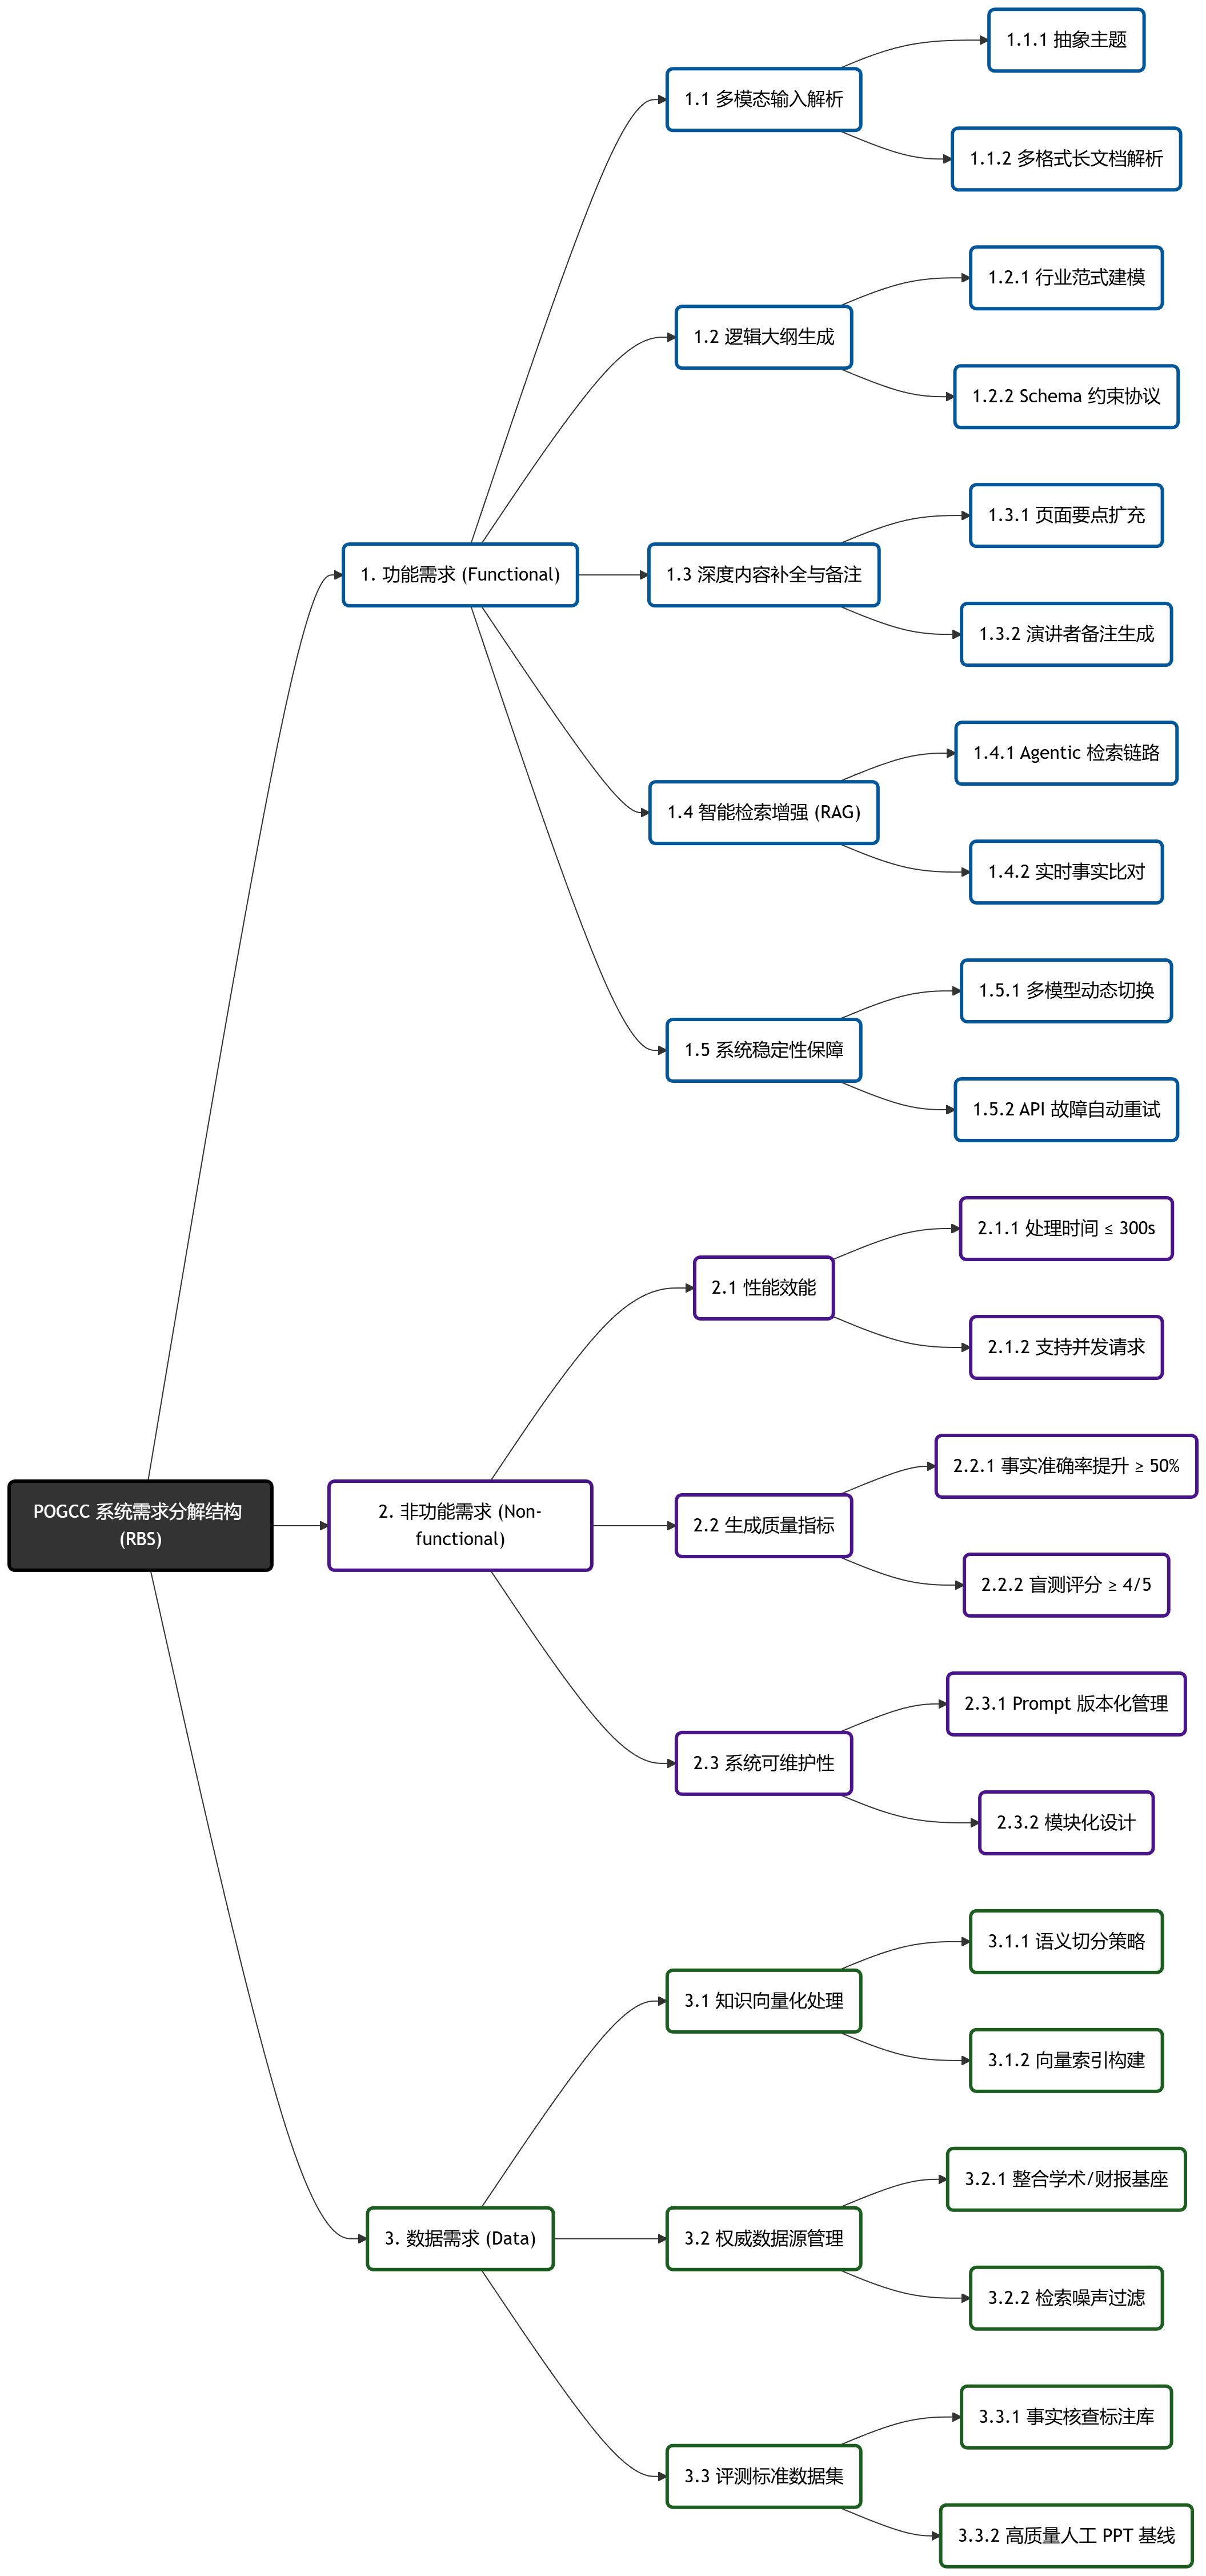 POGCC 系统需求分解结构
(RBS)
1. 功能需求 (Functional)
1.1 多模态输入解析
1.1.1 抽象主题
1.1.2 多格式长文档解析
1.2 逻辑大纲生成
1.2.1 行业范式建模
1.2.2 Schema 约束协议
1.3 深度内容补全与备注
1.3.1 页面要点扩充
1.3.2 演讲者备注生成
1.4 智能检索增强 (RAG)
1.4.1 Agentic 检索链路
1.4.2 实时事实比对
1.5 系统稳定性保障
1.5.1 多模型动态切换
1.5.2 API 故障自动重试
2. 非功能需求 (Non-
functional)
2.1 性能效能
2.1.1 处理时间 ≤ 300s
2.1.2 支持并发请求
2.2 生成质量指标
2.2.1 事实准确率提升 ≥ 50%
2.2.2 盲测评分 ≥ 4/5
2.3 系统可维护性
2.3.1 Prompt 版本化管理
2.3.2 模块化设计
3. 数据需求 (Data)
3.1 知识向量化处理
3.1.1 语义切分策略
3.1.2 向量索引构建
3.2 权威数据源管理
3.2.1 整合学术/财报基座
3.2.2 检索噪声过滤
3.3 评测标准数据集
3.3.1 事实核查标注库
3.3.2 高质量人工 PPT 基线